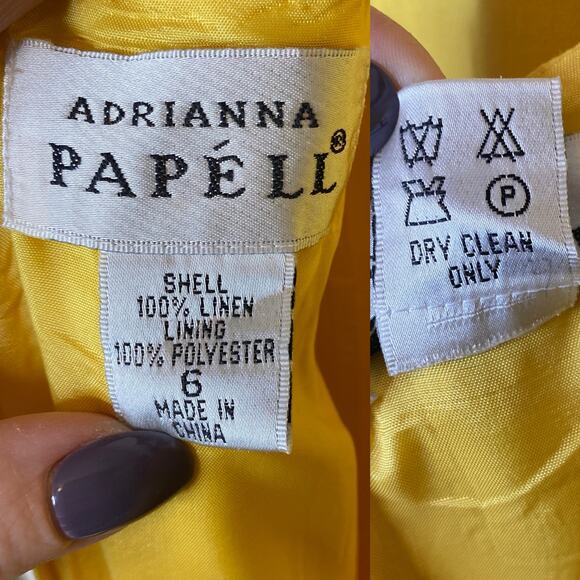 ADRIANNA
PAPÉLL®
SHELL
100% LINEN
LINING
100% POLYESTER
6
MADE IN
CHINA
P
DRY CLEAN
ONLY